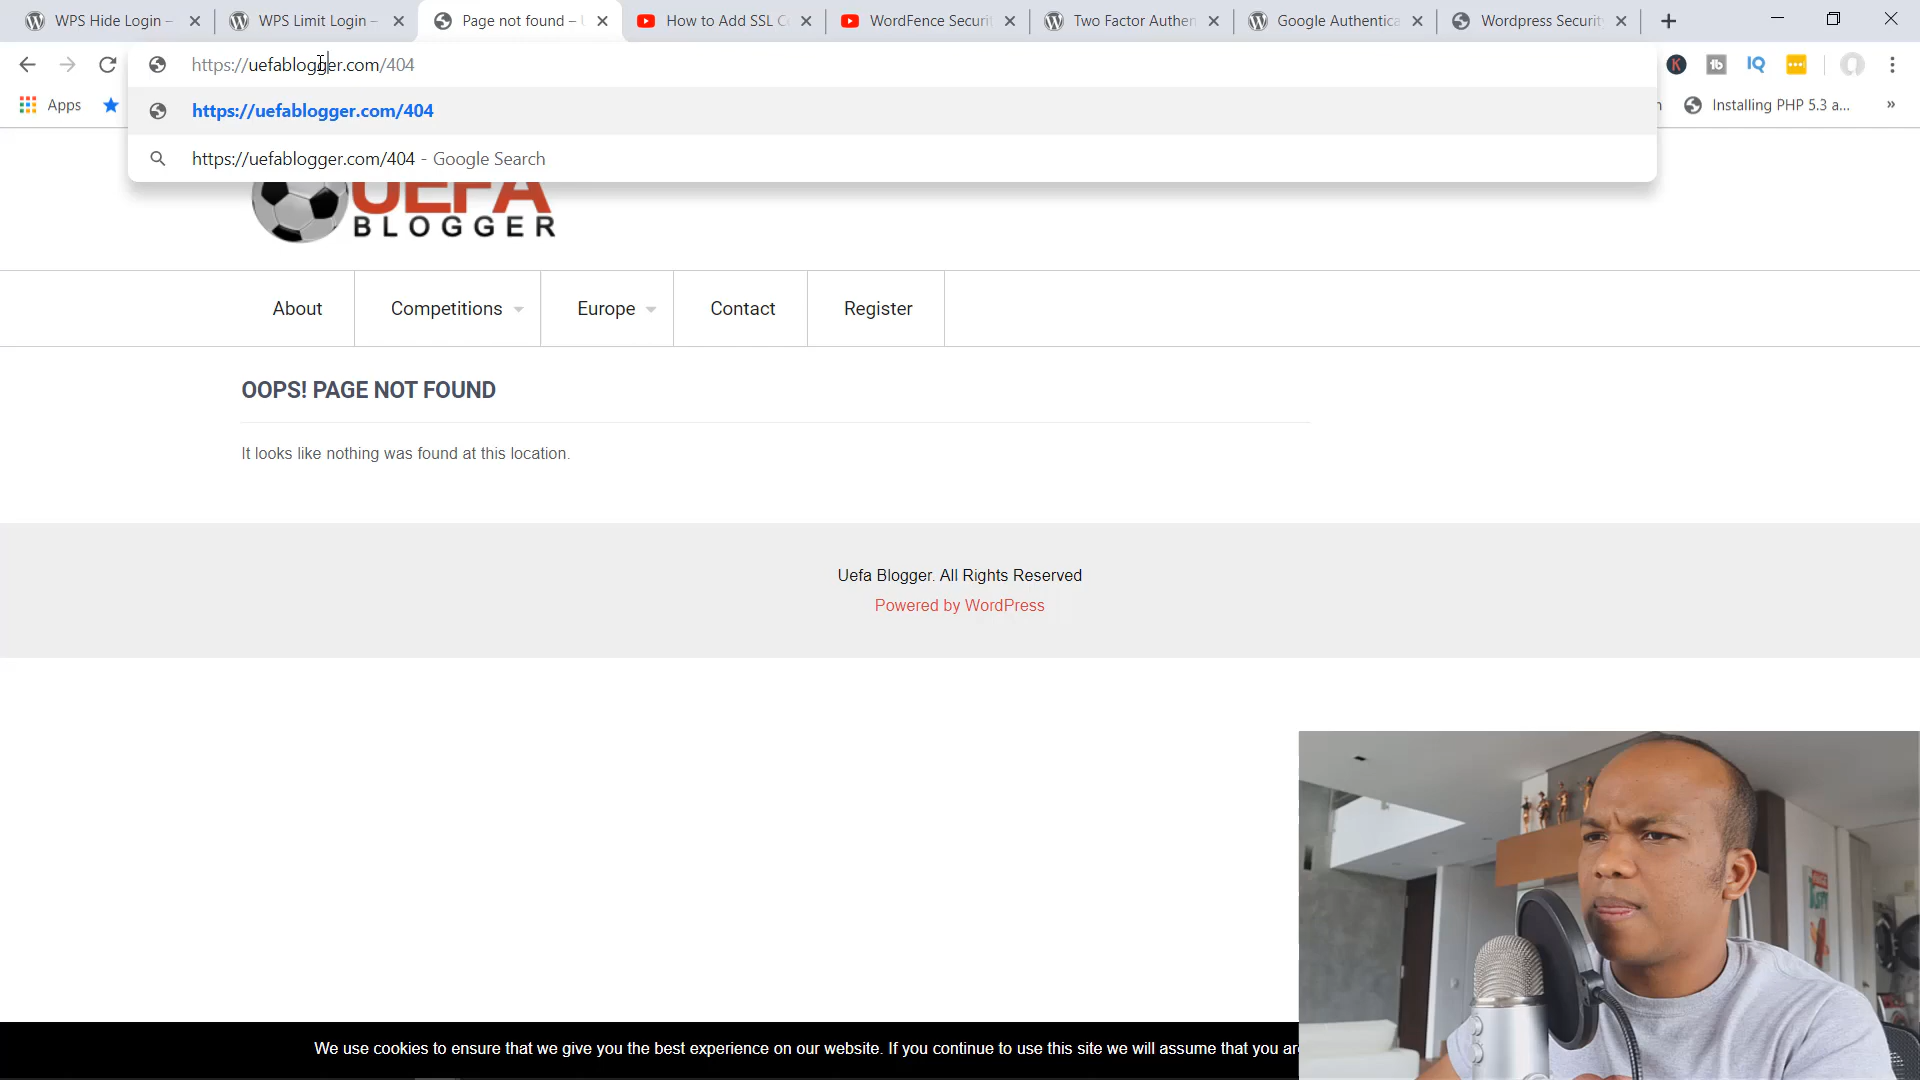 WPS Hide Login –
WPS Limit Login –
Page not found –
How to Add SSL C
WordFence Securi
Two Factor Authen
Google Authentica
Wordpress Securit
https://uefablogger.com/404
K
tb
IQ
Apps
https://uefablogger.com/404
Installing PHP 5.3 a...
»
https://uefablogger.com/404 - Google Search
UEFA
BLOGGER
About
Competitions
Europe
Contact
Register
OOPS! PAGE NOT FOUND
It looks like nothing was found at this location.
Uefa Blogger. All Rights Reserved
Powered by WordPress
We use cookies to ensure that we give you the best experience on our website. If you continue to use this site we will assume that you are